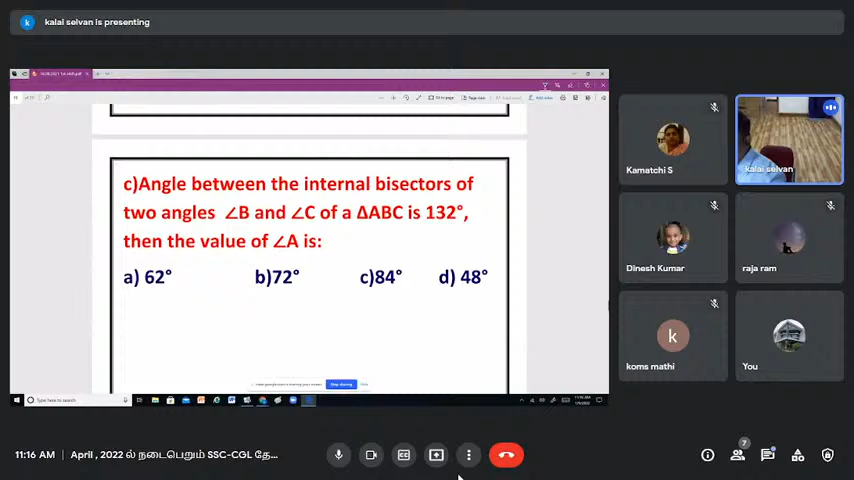 k kalai selvan is presenting
c)Angle between the internal bisectors of
two angles ∠B and ∠C of a ΔABC is 132°,
then the value of ∠A is:
a) 62° b)72° c)84° d) 48°
Stop sharing
Type here to search
Kamatchi S
kalai selvan
Dinesh Kumar
raja ram
k
koms mathi
You
11:16 AM | April , 2022 ல் நடைபெறும் SSC-CGL தே...
7